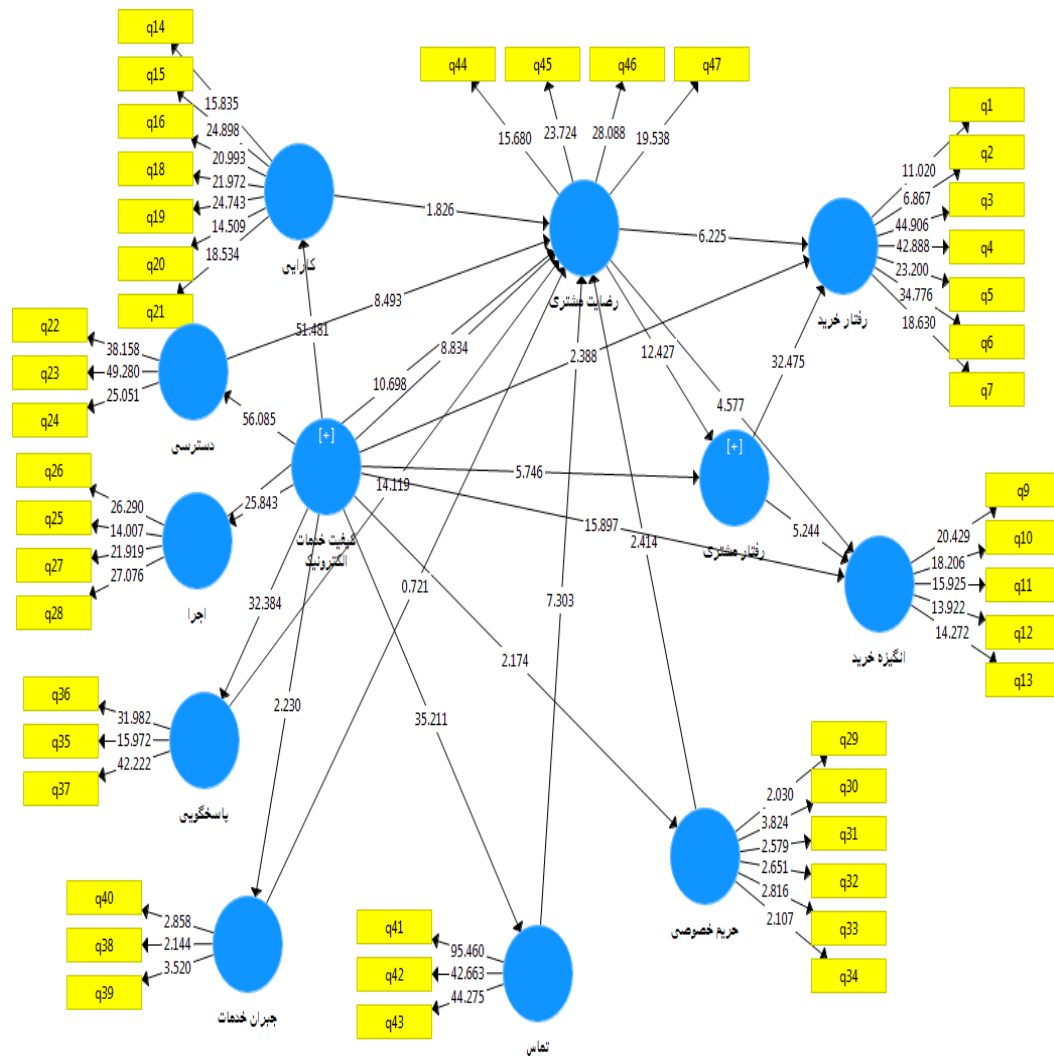 q14
q15
q16
q18
q19
q20
q21
15.835
24.898
20.993
21.972
24.743
14.509
18.534
کارایی
q44
q45
q46
q47
15.680
23.724
28.088
19.538
رضایت مشتری
1.826
6.225
q1
q2
q3
q4
q5
q6
q7
11.020
6.867
44.906
42.888
23.200
34.776
18.630
رفتار خرید
q22
q23
q24
38.158
49.280
25.051
دسترسی
8.493
51.481
10.698
8.834
2.388
12.427
4.577
32.475
56.085
[+]
کیفیت خدمات
الکترونیک
[+]
رفتار مشتری
5.746
14.119
15.897
2.414
5.244
q26
q25
q27
q28
26.290
14.007
21.919
27.076
اجرا
25.843
q9
q10
q11
q12
q13
20.429
18.206
15.925
13.922
14.272
انگیزه خرید
32.384
0.721
7.303
2.174
2.230
35.211
q36
q35
q37
31.982
15.972
42.222
پاسخگویی
q29
q30
q31
q32
q33
q34
2.030
3.824
2.579
2.651
2.816
2.107
حریم خصوصی
q40
q38
q39
2.858
2.144
3.520
جبران خدمات
q41
q42
q43
95.460
42.663
44.275
تماس